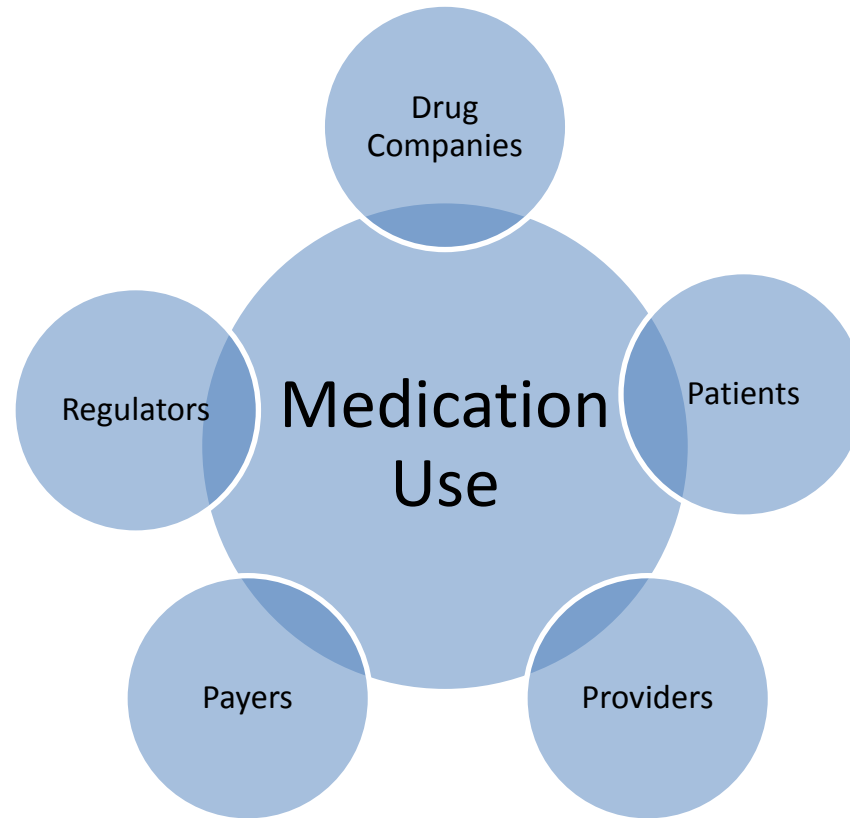 Drug
Companies
Regulators
Medication
Use
Patients
Payers
Providers